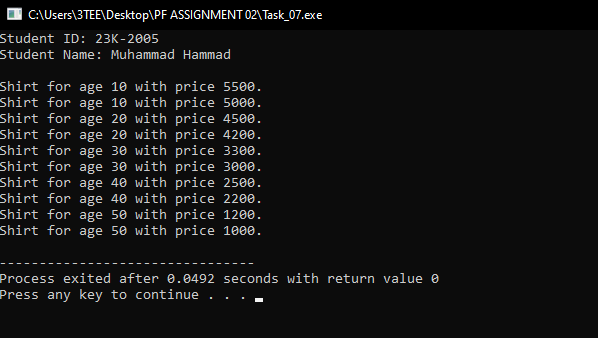 C:\Users\3TEE\Desktop\PF ASSIGNMENT 02\Task_07.exe
Student ID: 23K-2005
Student Name: Muhammad Hammad
Shirt for age 10 with price 5500.
Shirt for age 10 with price 5000.
Shirt for age 20 with price 4500.
Shirt for age 20 with price 4200.
Shirt for age 30 with price 3300.
Shirt for age 30 with price 3000.
Shirt for age 40 with price 2500.
Shirt for age 40 with price 2200.
Shirt for age 50 with price 1200.
Shirt for age 50 with price 1000.
--------------------------------
Process exited after 0.0492 seconds with return value 0
Press any key to continue . . .